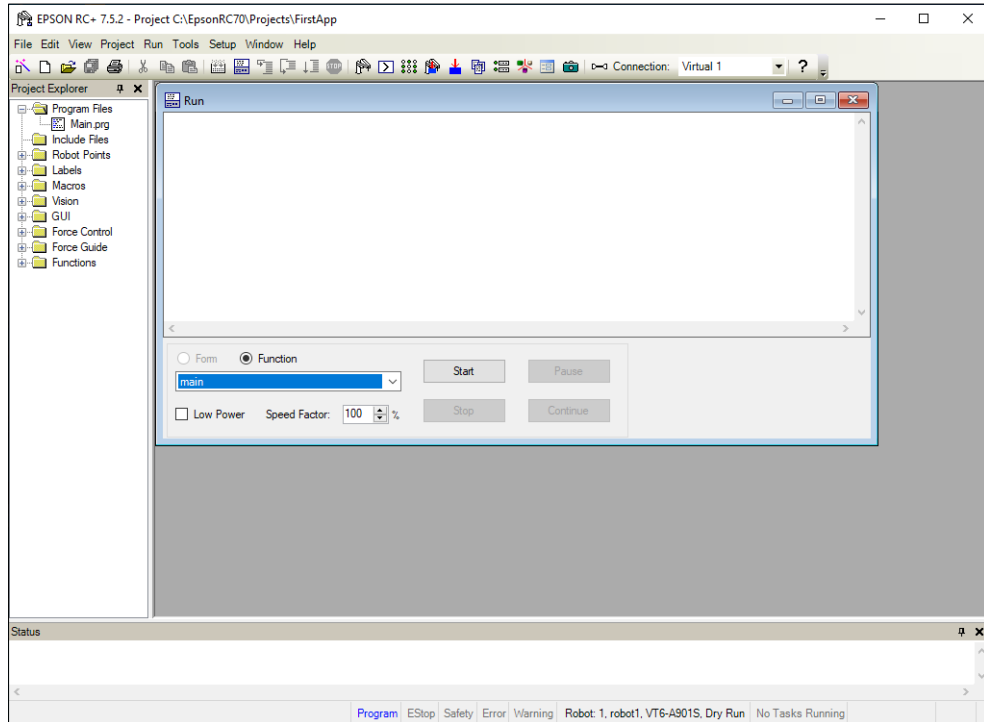 EPSON RC+ 7.5.2 - Project C:\EpsonRC70\Projects\FirstApp
File Edit View Project Run Tools Setup Window Help
Connection: Virtual 1 ?
Project Explorer
Program Files
Main.prg
Include Files
Robot Points
Labels
Macros
Vision
GUI
Force Control
Force Guide
Functions
Run
Form Function
main
Start Pause
Low Power Speed Factor: 100 %
Stop Continue
Status
Program EStop Safety Error Warning Robot: 1, robot1, VT6-A901S, Dry Run No Tasks Running